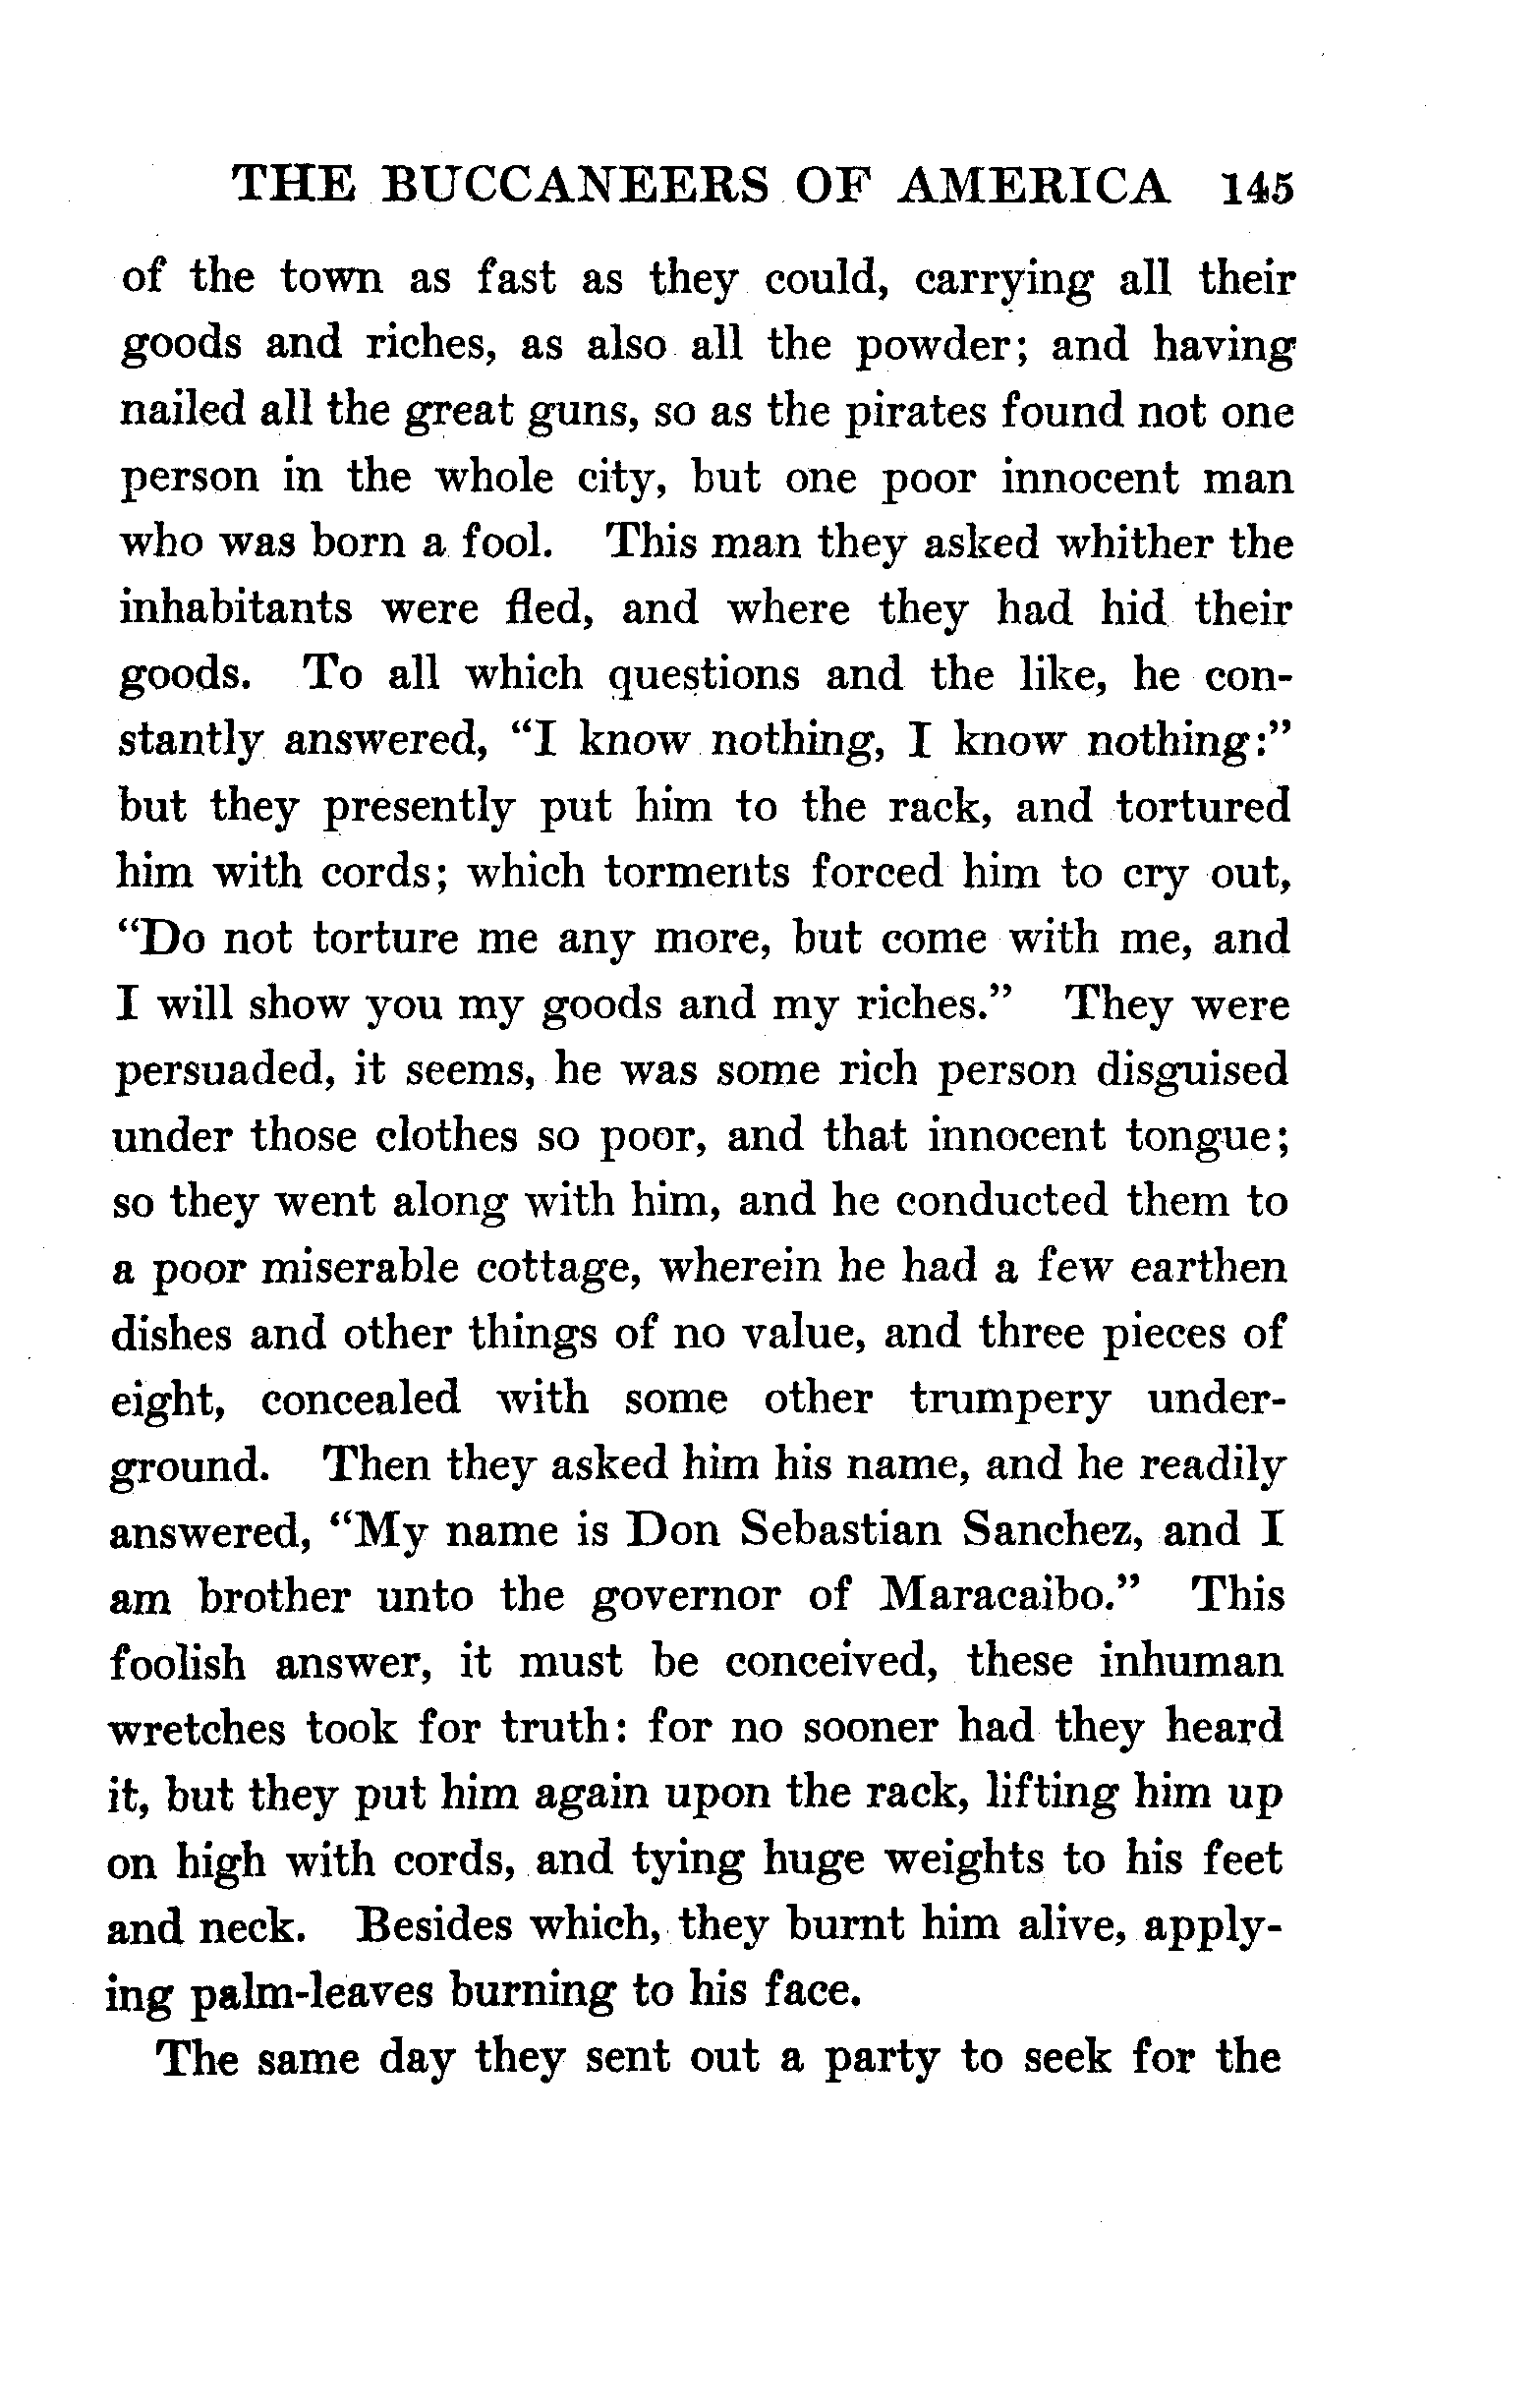 THE BUCCANEERS OF AMERICA 145
of the town as fast as they could, carrying all their
goods and riches, as also all the powder; and having
nailed all the great guns, so as the pirates found not one
person in the whole city, but one poor innocent man
who was born a fool. This man they asked whither the
inhabitants were fled, and where they had hid their
goods. To all which questions and the like, he con-
stantly answered, “I know nothing, I know nothing:”
but they presently put him to the rack, and tortured
him with cords; which torments forced him to cry out,
“Do not torture me any more, but come with me, and
I will show you my goods and my riches.” They were
persuaded, it seems, he was some rich person disguised
under those clothes so poor, and that innocent tongue;
so they went along with him, and he conducted them to
a poor miserable cottage, wherein he had a few earthen
dishes and other things of no value, and three pieces of
eight, concealed with some other trumpery under-
ground. Then they asked him his name, and he readily
answered, “My name is Don Sebastian Sanchez, and I
am brother unto the governor of Maracaibo.” This
foolish answer, it must be conceived, these inhuman
wretches took for truth: for no sooner had they heard
it, but they put him again upon the rack, lifting him up
on high with cords, and tying huge weights to his feet
and neck. Besides which, they burnt him alive, apply-
ing palm-leaves burning to his face.
The same day they sent out a party to seek for the